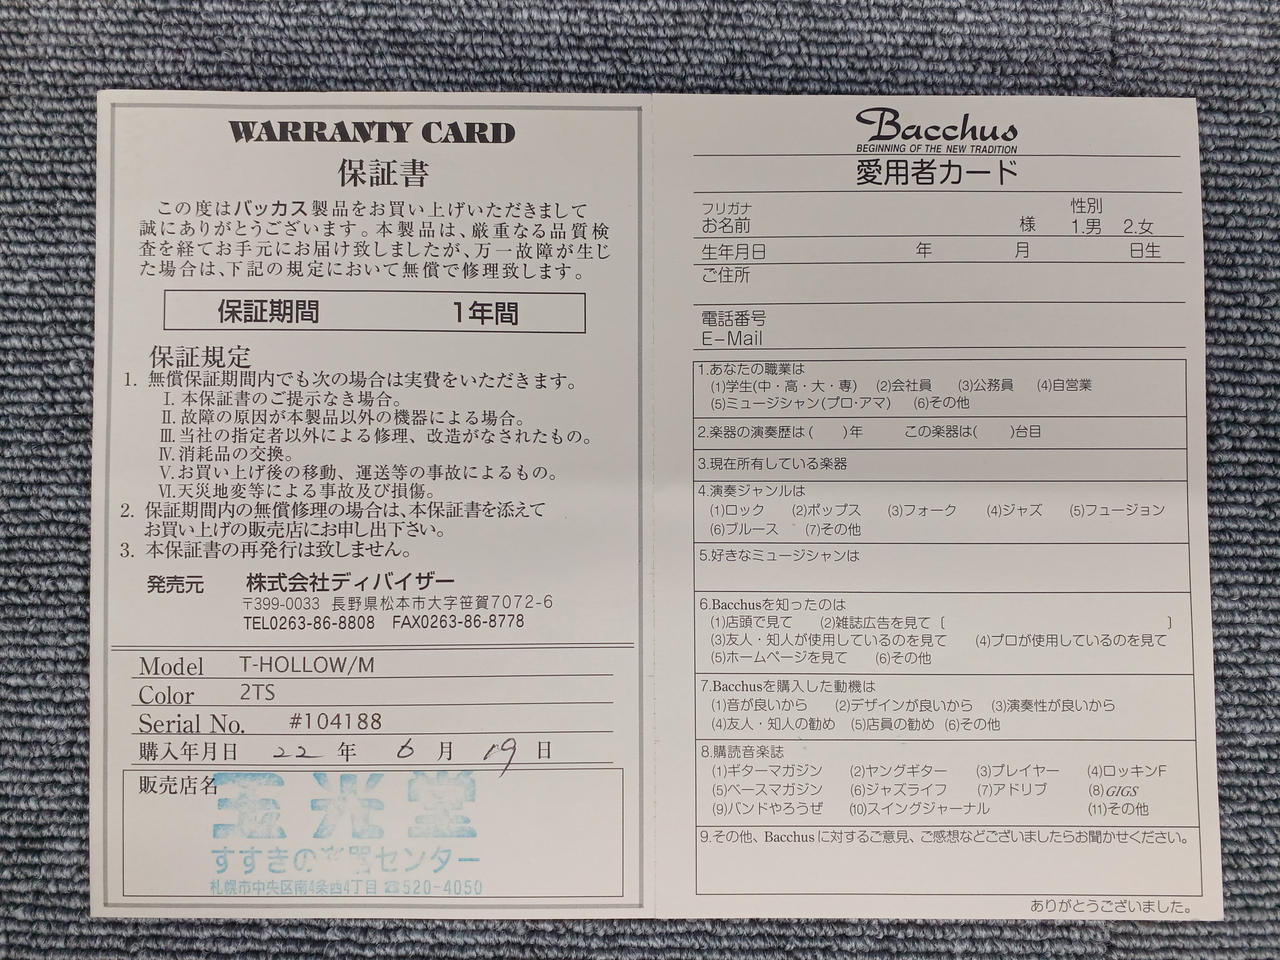 WARRANTY CARD
保証書
この度はバッカス製品をお買い上げいただきまして
誠にありがとうございます。本製品は、厳重なる品質検
査を経てお手元にお届け致しましたが、万一故障が生じ
た場合は、下記の規定において無償で修理致します。
保証期間 1年間
保証規定
1. 無償保証期間内でも次の場合は実費をいただきます。
Ⅰ. 本保証書のご提示なき場合。
Ⅱ. 故障の原因が本製品以外の機器による場合。
Ⅲ. 当社の指定者以外による修理、改造がなされたもの。
Ⅳ. 消耗品の交換。
Ⅴ. お買い上げ後の移動、運送等の事故によるもの。
Ⅵ. 天災地変等による事故及び損傷。
2. 保証期間内の無償修理の場合は、本保証書を添えて
お買い上げの販売店にお申し出下さい。
3. 本保証書の再発行は致しません。
発売元 株式会社ディバイザー
〒399-0033 長野県松本市大字笹賀7072-6
TEL0263-86-8808 FAX0263-86-8778
Model T-HOLLOW/M
Color 2TS
Serial No. #104188
購入年月日 22 年 6 月 19 日
販売店名
玉光堂
すすきの楽器センター
札幌市中央区南4条西4丁目 ☎520-4050
Bacchus
BEGINNING OF THE NEW TRADITION
愛用者カード
フリガナ 性別
お名前 様 1.男 2.女
生年月日 年 月 日生
ご住所
電話番号
E-Mail
1.あなたの職業は
(1)学生(中・高・大・専) (2)会社員 (3)公務員 (4)自営業
(5)ミュージシャン(プロ・アマ) (6)その他
2.楽器の演奏歴は( )年 この楽器は( )台目
3.現在所有している楽器
4.演奏ジャンルは
(1)ロック (2)ポップス (3)フォーク (4)ジャズ (5)フュージョン
(6)ブルース (7)その他
5.好きなミュージシャンは
6.Bacchusを知ったのは
(1)店頭で見て (2)雑誌広告を見て [ ]
(3)友人・知人が使用しているのを見て (4)プロが使用しているのを見て
(5)ホームページを見て (6)その他
7.Bacchusを購入した動機は
(1)音が良いから (2)デザインが良いから (3)演奏性が良いから
(4)友人・知人の勧め (5)店員の勧め (6)その他
8.購読音楽誌
(1)ギターマガジン (2)ヤングギター (3)プレイヤー (4)ロッキンF
(5)ベースマガジン (6)ジャズライフ (7)アドリブ (8)GIGS
(9)バンドやろうぜ (10)スイングジャーナル (11)その他
9.その他、Bacchusに対するご意見、ご感想などございましたらお聞かせください。
ありがとうございました。